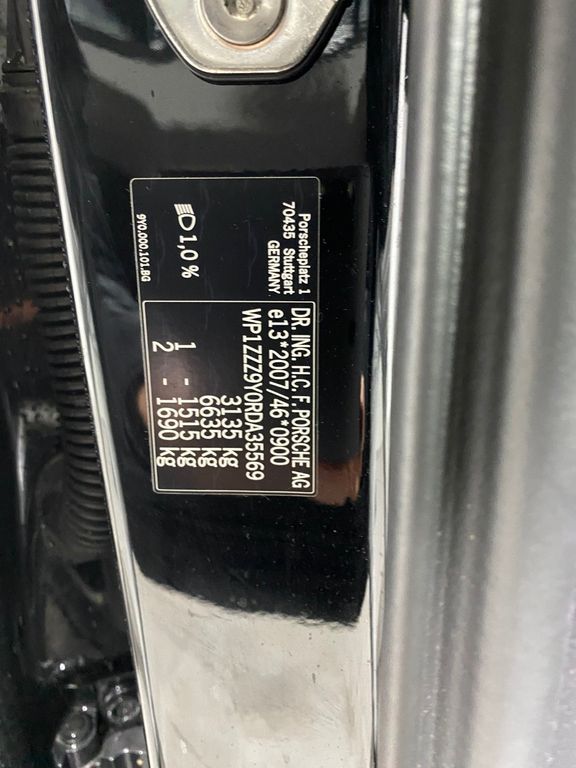 Porscheplatz 1
70435 Stuttgart
GERMANY
1,0 %
9Y0.000.101.BG
DR. ING. H.C. F. PORSCHE AG
e13*2007/46*0900
WP1ZZZ9Y0RDA35569
3135 kg
6635 kg
1 - 1515 kg
2 - 1690 kg